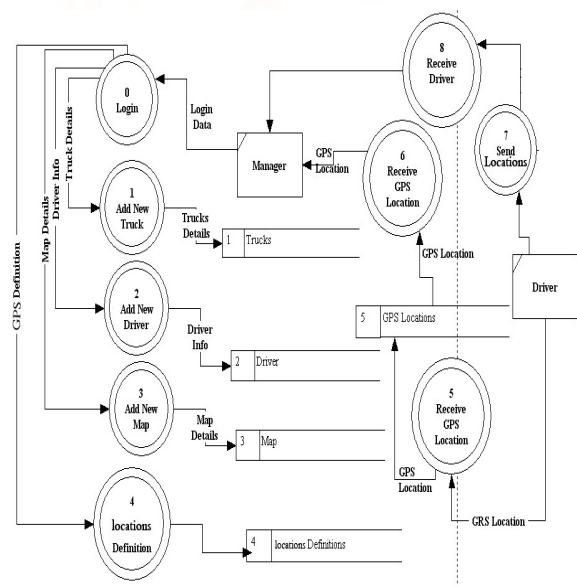 8
Receive
Driver
0
Login
Login
Data
Manager
GPS
Location
6
Receive
GPS
Location
7
Send
Locations
Truck Details
Driver Info
Map Details
GPS Definition
1
Add New
Truck
Trucks
Details
1 Trucks
GPS Location
Driver
2
Add New
Driver
Driver
Info
5 GPS Locations
2 Driver
3
Add New
Map
Map
Details
3 Map
5
Receive
GPS
Location
GPS
Location
4
locations
Definition
4 locations Definitions
GRS Location